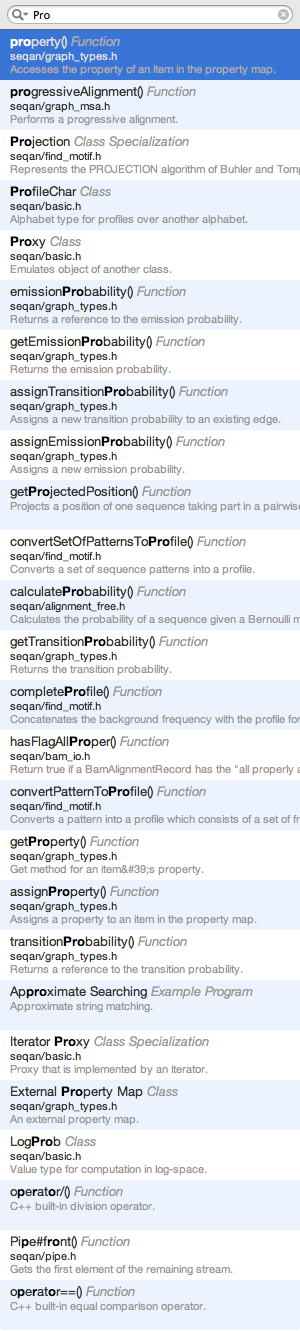 Pro
property() Function
seqan/graph_types.h
Accesses the property of an item in the property map.
progressiveAlignment() Function
seqan/graph_msa.h
Performs a progressive alignment.
Projection Class Specialization
seqan/find_motif.h
Represents the PROJECTION algorithm of Buhler and Tomp
ProfileChar Class
seqan/basic.h
Alphabet type for profiles over another alphabet.
Proxy Class
seqan/basic.h
Emulates object of another class.
emissionProbability() Function
seqan/graph_types.h
Returns a reference to the emission probability.
getEmissionProbability() Function
seqan/graph_types.h
Returns the emission probability.
assignTransitionProbability() Function
seqan/graph_types.h
Assigns a new transition probability to an existing edge.
assignEmissionProbability() Function
seqan/graph_types.h
Assigns a new emission probability.
getProjectedPosition() Function
Projects a position of one sequence taking part in a pairwise
convertSetOfPatternsToProfile() Function
seqan/find_motif.h
Converts a set of sequence patterns into a profile.
calculateProbability() Function
seqan/alignment_free.h
Calculates the probability of a sequence given a Bernoulli m
getTransitionProbability() Function
seqan/graph_types.h
Returns the transition probability.
completeProfile() Function
seqan/find_motif.h
Concatenates the background frequency with the profile for
hasFlagAllProper() Function
seqan/bam_io.h
Return true if a BamAlignmentRecord has the "all properly a
convertPatternToProfile() Function
seqan/find_motif.h
Converts a pattern into a profile which consists of a set of fr
getProperty() Function
seqan/graph_types.h
Get method for an item&#39;s property.
assignProperty() Function
seqan/graph_types.h
Assigns a property to an item in the property map.
transitionProbability() Function
seqan/graph_types.h
Returns a reference to the transition probability.
Approximate Searching Example Program
Approximate string matching.
Iterator Proxy Class Specialization
seqan/basic.h
Proxy that is implemented by an iterator.
External Property Map Class
seqan/graph_types.h
An external property map.
LogProb Class
seqan/basic.h
Value type for computation in log-space.
operator/() Function
C++ built-in division operator.
Pipe#front() Function
seqan/pipe.h
Gets the first element of the remaining stream.
operator==() Function
C++ built-in equal comparison operator.